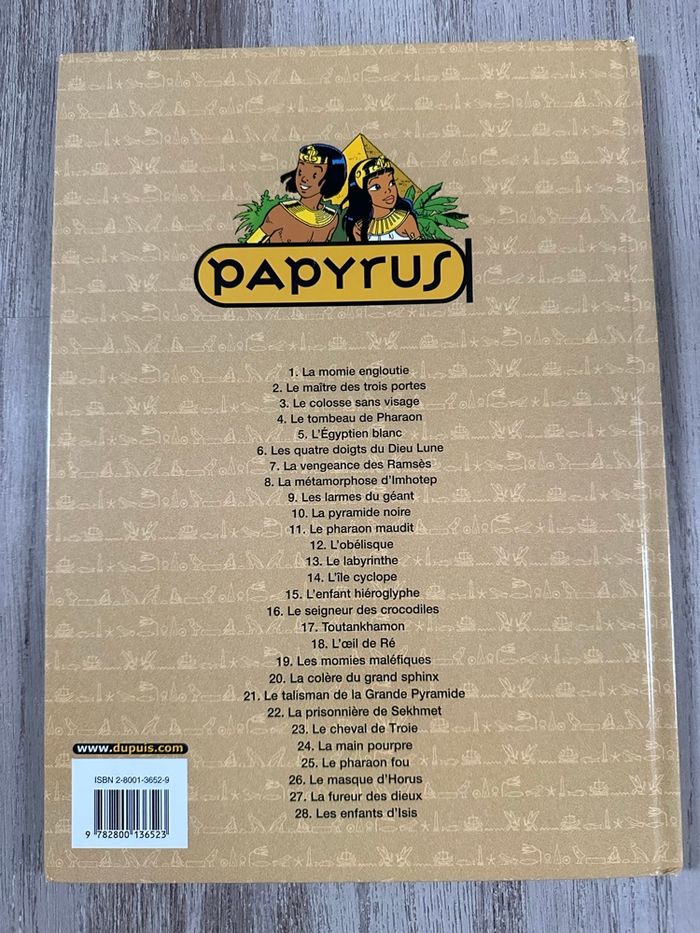 PAPYRUS
1. La momie engloutie
2. Le maître des trois portes
3. Le colosse sans visage
4. Le tombeau de Pharaon
5. L'Égyptien blanc
6. Les quatre doigts du Dieu Lune
7. La vengeance des Ramsès
8. La métamorphose d'Imhotep
9. Les larmes du géant
10. La pyramide noire
11. Le pharaon maudit
12. L'obélisque
13. Le labyrinthe
14. L'île cyclope
15. L'enfant hiéroglyphe
16. Le seigneur des crocodiles
17. Toutankhamon
18. L'œil de Ré
19. Les momies maléfiques
20. La colère du grand sphinx
21. Le talisman de la Grande Pyramide
22. La prisonnière de Sekhmet
23. Le cheval de Troie
24. La main pourpre
25. Le pharaon fou
26. Le masque d'Horus
27. La fureur des dieux
28. Les enfants d'Isis
www.dupuis.com
ISBN 2-8001-3652-9
9 782800 136523